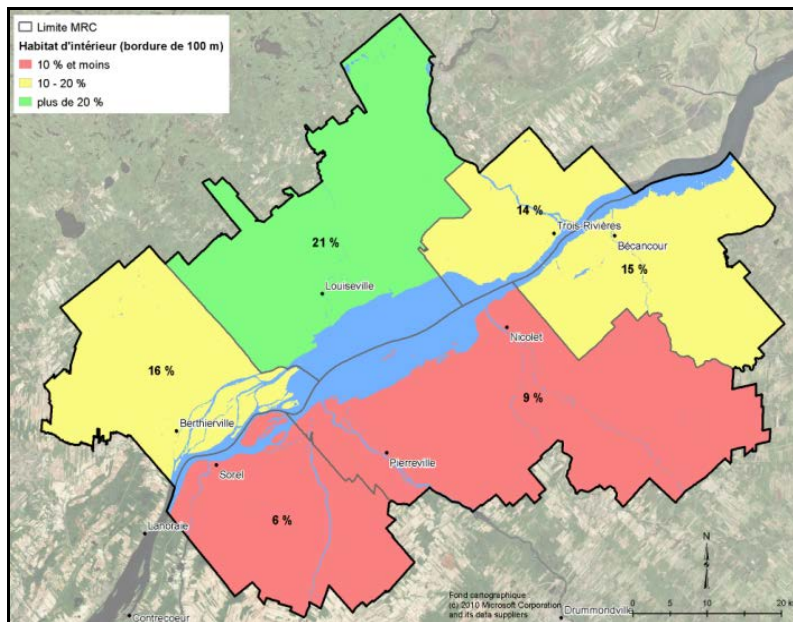 Limite MRC
Habitat d'intérieur (bordure de 100 m)
10 % et moins
10 - 20 %
plus de 20 %
14 %
Trois-Rivières
Bécancour
21 %
15 %
Louiseville
Nicolet
16 %
9 %
Berthierville
Pierreville
Sorel
6 %
Lanoraie
N
Fond cartographique :
(c) 2010 Microsoft Corporation
and its data suppliers
0 5 10 20 km
Contrecoeur
Drummondville